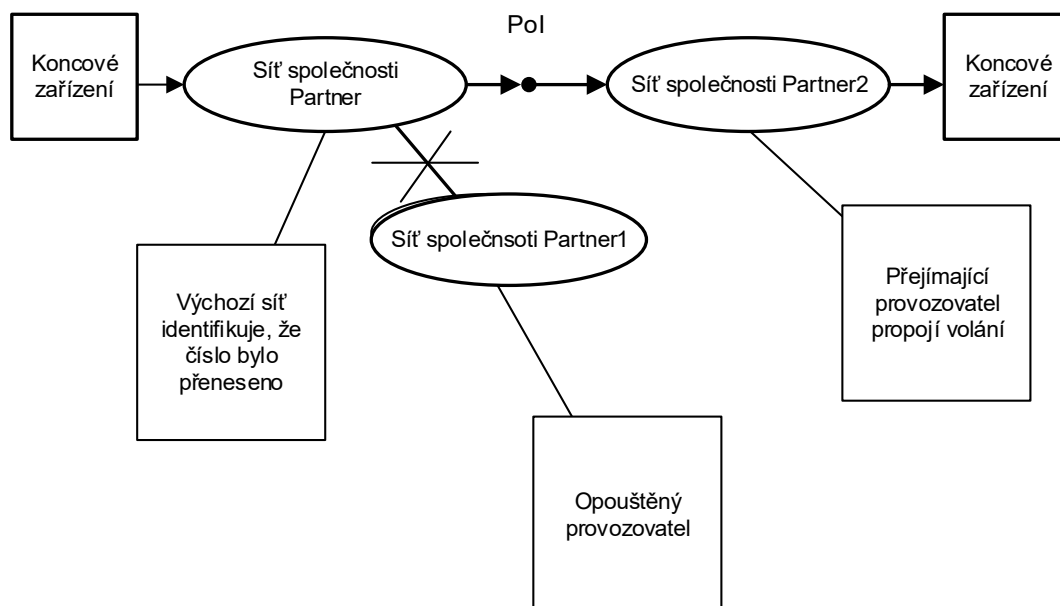 PoI
Koncové
zařízení
Síť společnosti
Partner
Síť společnosti Partner2
Koncové
zařízení
Síť společnsoti Partner1
Výchozí síť
identifikuje, že
číslo bylo
přeneseno
Přejímající
provozovatel
propojí volání
Opouštěný
provozovatel